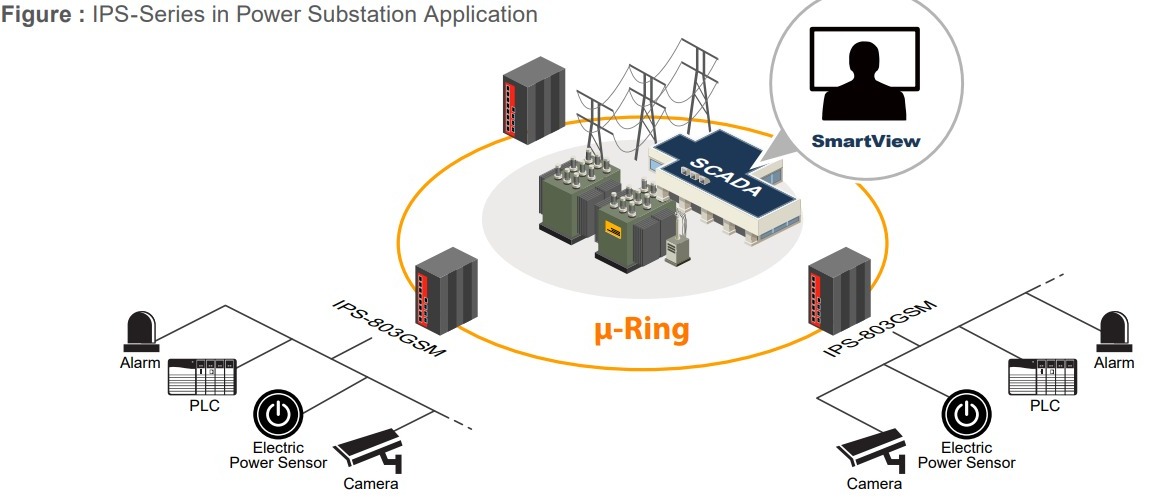 Figure : IPS-Series in Power Substation Application
SmartView
SCADA
μ-Ring
IPS-803GSM
IPS-803GSM
Alarm
PLC
Electric
Power Sensor
Camera
Alarm
PLC
Electric
Power Sensor
Camera